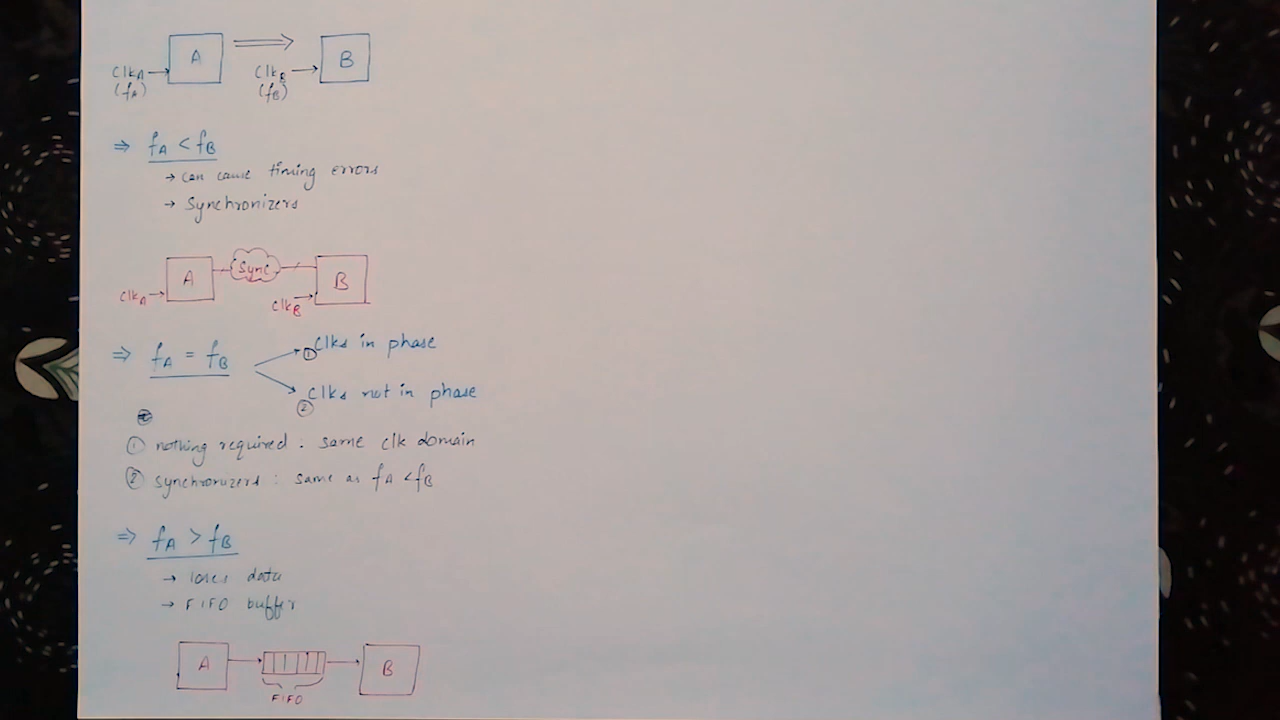 A B
ClkA ClkB
(fA) (fB)
⇒ fA < fB
→ can cause timing errors
→ Synchronizers
A Sync B
ClkA ClkB
⇒ fA = fB
① Clks in phase
② Clks not in phase
① nothing required : same clk domain
② synchronizers : same as fA < fB
⇒ fA > fB
→ loses data
→ FIFO buffer
A B
FIFO